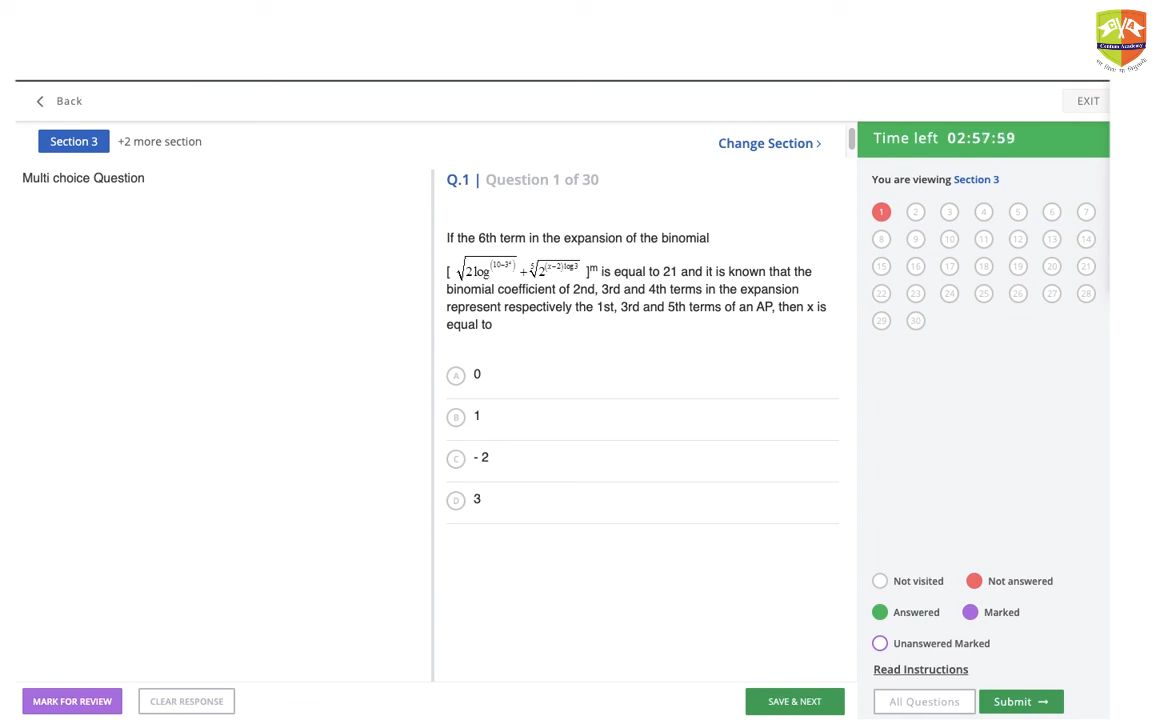 C A
Centum Academy
Back
EXIT
Section 3 +2 more section
Change Section ›
Time left 02:57:59
Multi choice Question
Q.1 | Question 1 of 30
You are viewing Section 3
1 2 3 4 5 6 7
8 9 10 11 12 13 14
15 16 17 18 19 20 21
22 23 24 25 26 27 28
29 30
If the 6th term in the expansion of the binomial
[ √(2log^(10−3^x)) + ⁵√(2^(x−2)log3) ]^m is equal to 21 and it is known that the
binomial coefficient of 2nd, 3rd and 4th terms in the expansion
represent respectively the 1st, 3rd and 5th terms of an AP, then x is
equal to
A 0
B 1
C - 2
D 3
Not visited Not answered
Answered Marked
Unanswered Marked
Read Instructions
MARK FOR REVIEW CLEAR RESPONSE SAVE & NEXT All Questions Submit →